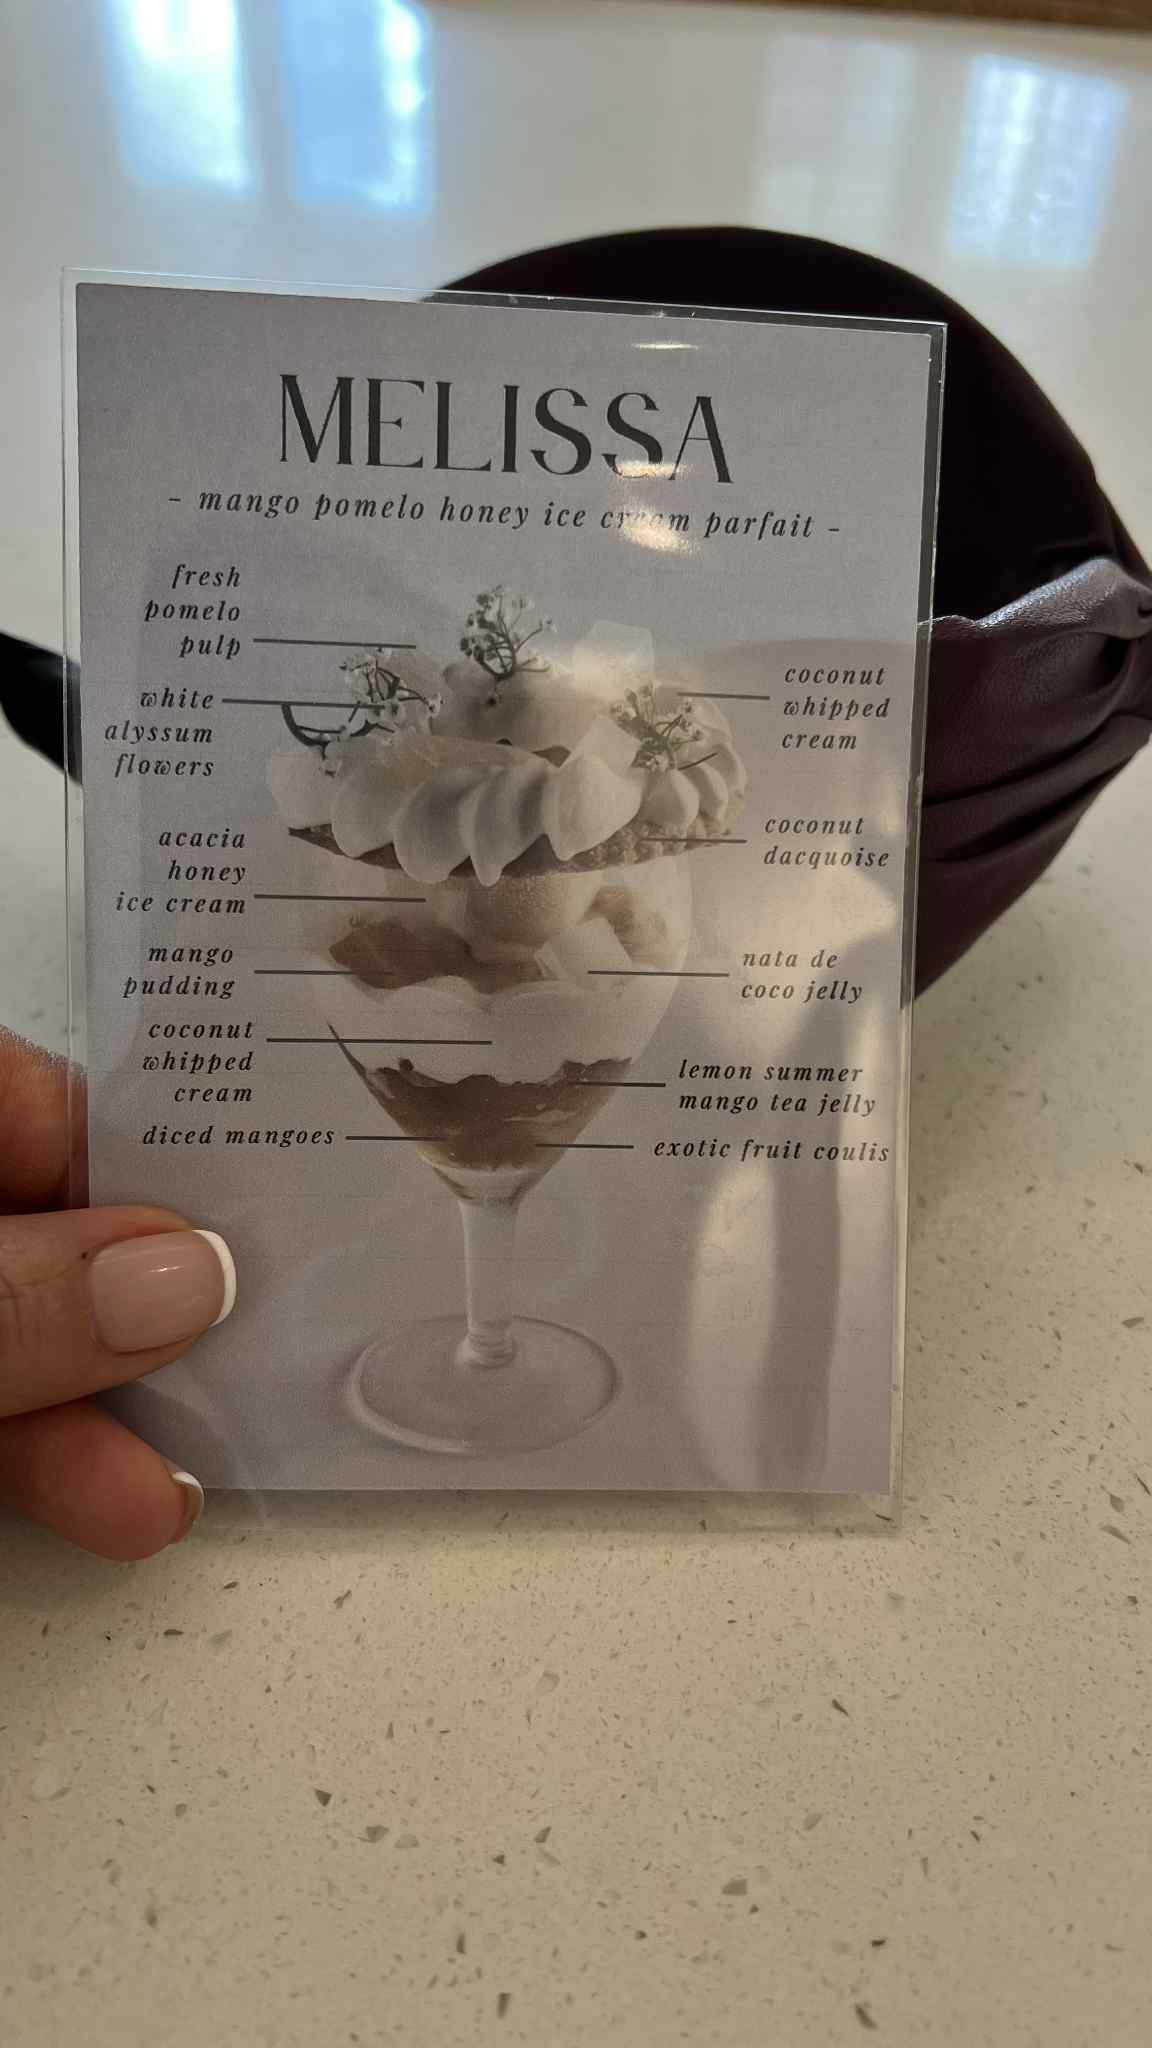 MELISSA
- mango pomelo honey ice cream parfait -
fresh
pomelo
pulp
white
alyssum
flowers
acacia
honey
ice cream
mango
pudding
coconut
whipped
cream
diced mangoes
coconut
whipped
cream
coconut
dacquoise
nata de
coco jelly
lemon summer
mango tea jelly
exotic fruit coulis